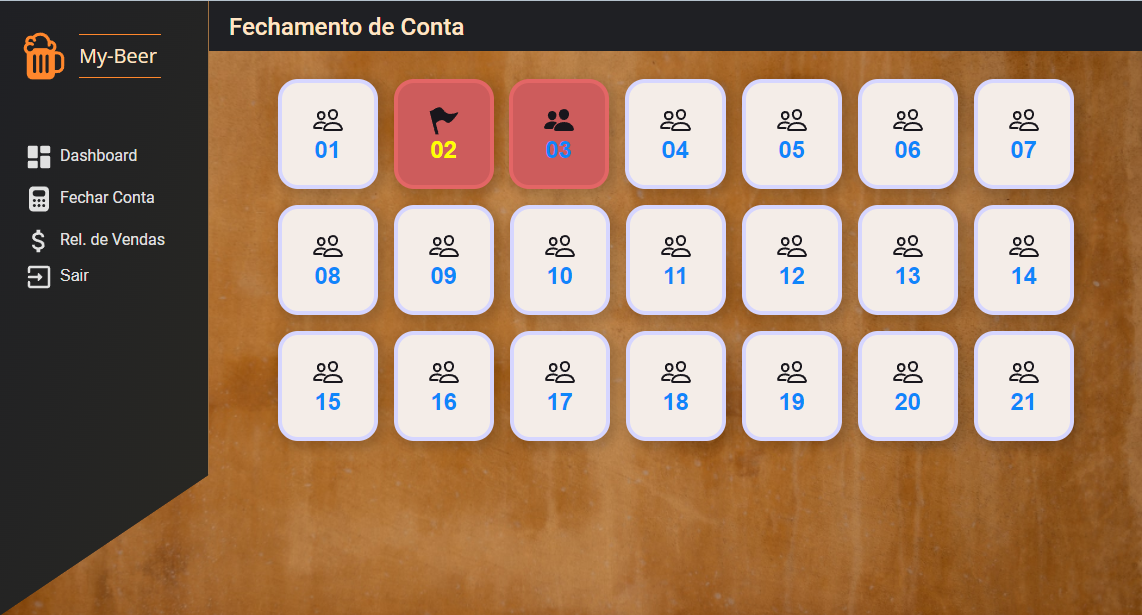 My-Beer
Dashboard
Fechar Conta
Rel. de Vendas
Sair
Fechamento de Conta
01 02 03 04 05 06 07
08 09 10 11 12 13 14
15 16 17 18 19 20 21